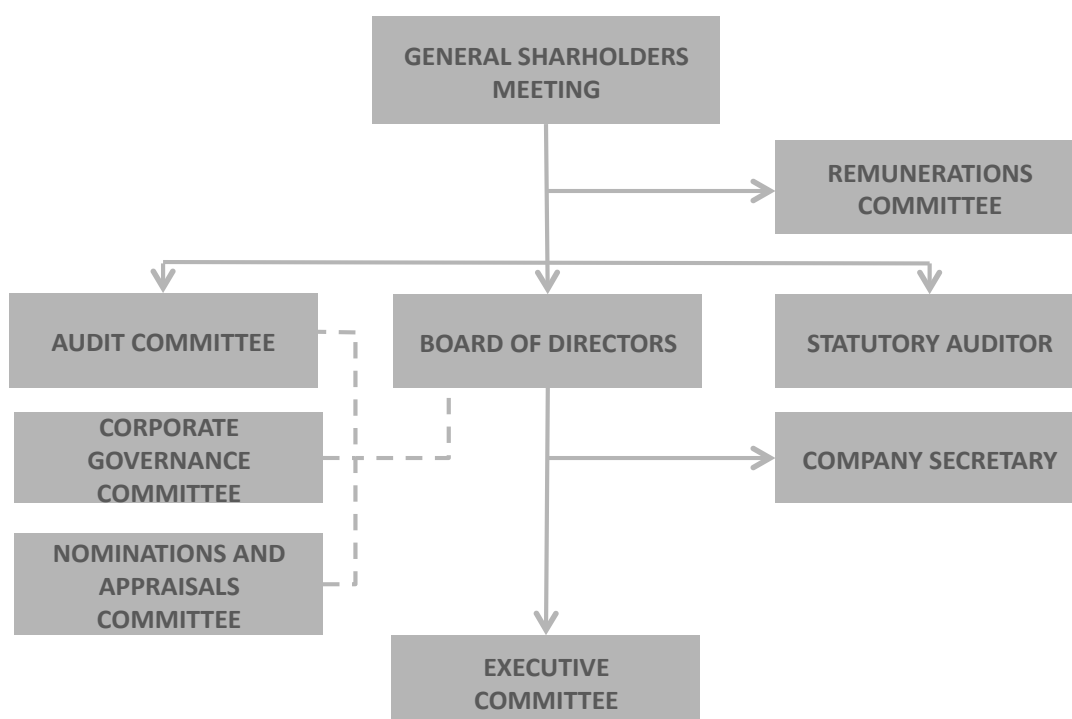 GENERAL SHARHOLDERS
MEETING
REMUNERATIONS
COMMITTEE
AUDIT COMMITTEE
BOARD OF DIRECTORS
STATUTORY AUDITOR
CORPORATE
GOVERNANCE
COMMITTEE
COMPANY SECRETARY
NOMINATIONS AND
APPRAISALS
COMMITTEE
EXECUTIVE
COMMITTEE